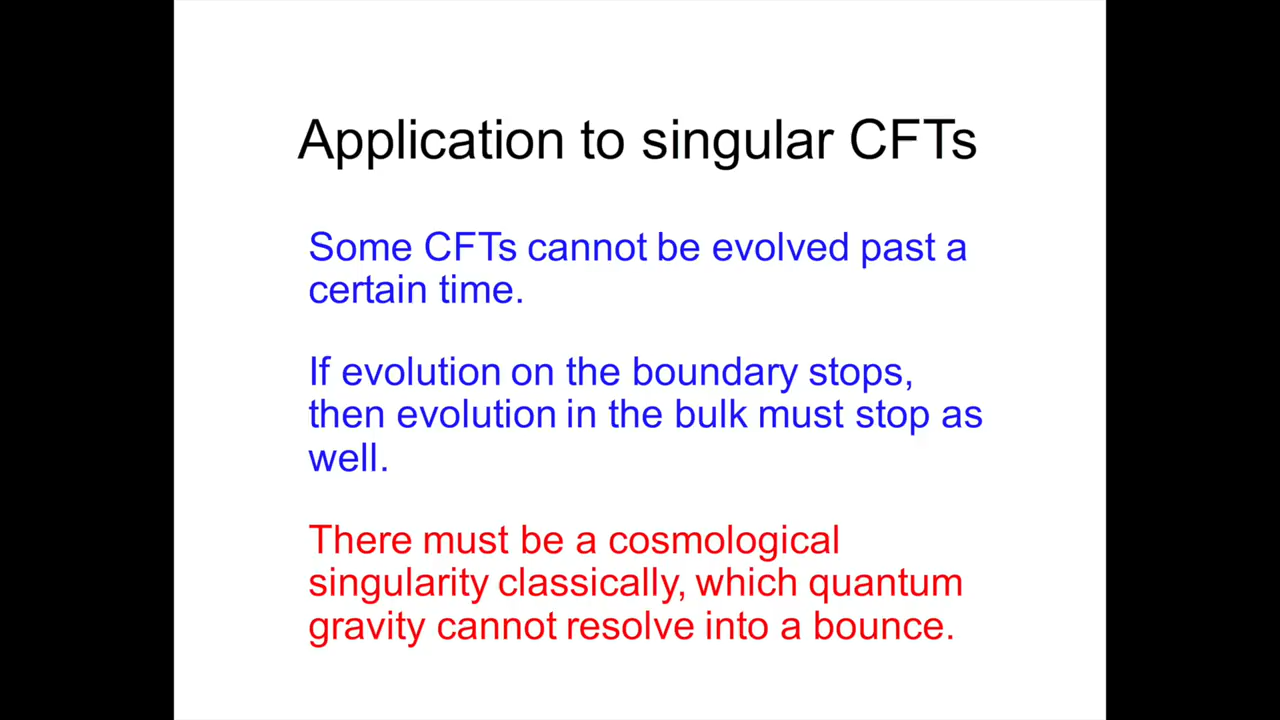 Application to singular CFTs
Some CFTs cannot be evolved past a
certain time.
If evolution on the boundary stops,
then evolution in the bulk must stop as
well.
There must be a cosmological
singularity classically, which quantum
gravity cannot resolve into a bounce.